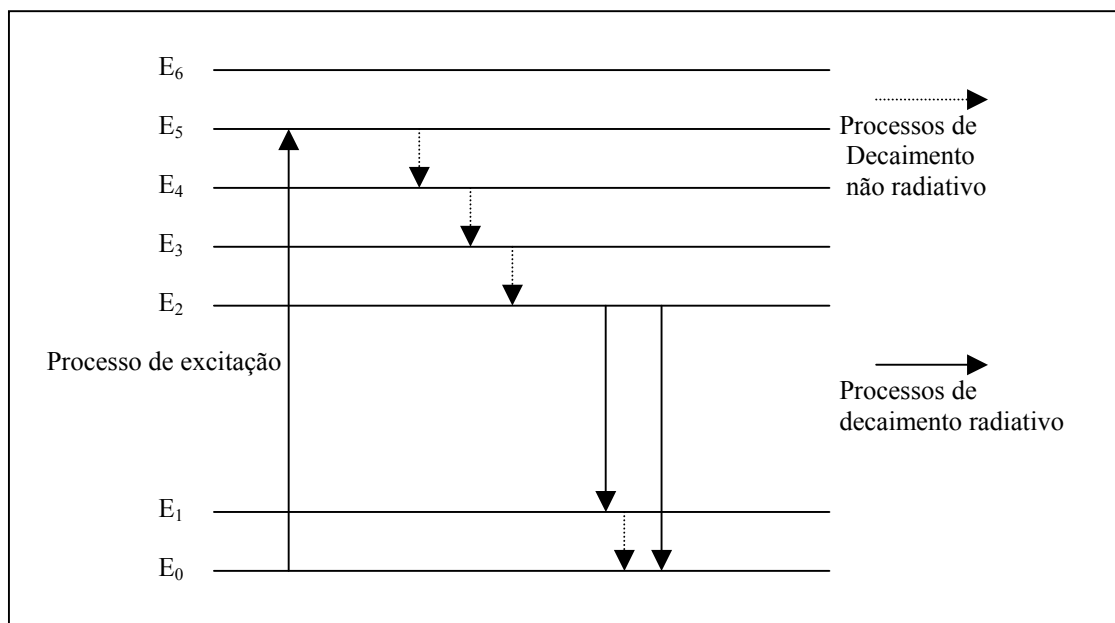 E₆
E₅
E₄
E₃
E₂
Processo de excitação
E₁
E₀
Processos de
Decaimento
não radiativo
Processos de
decaimento radiativo